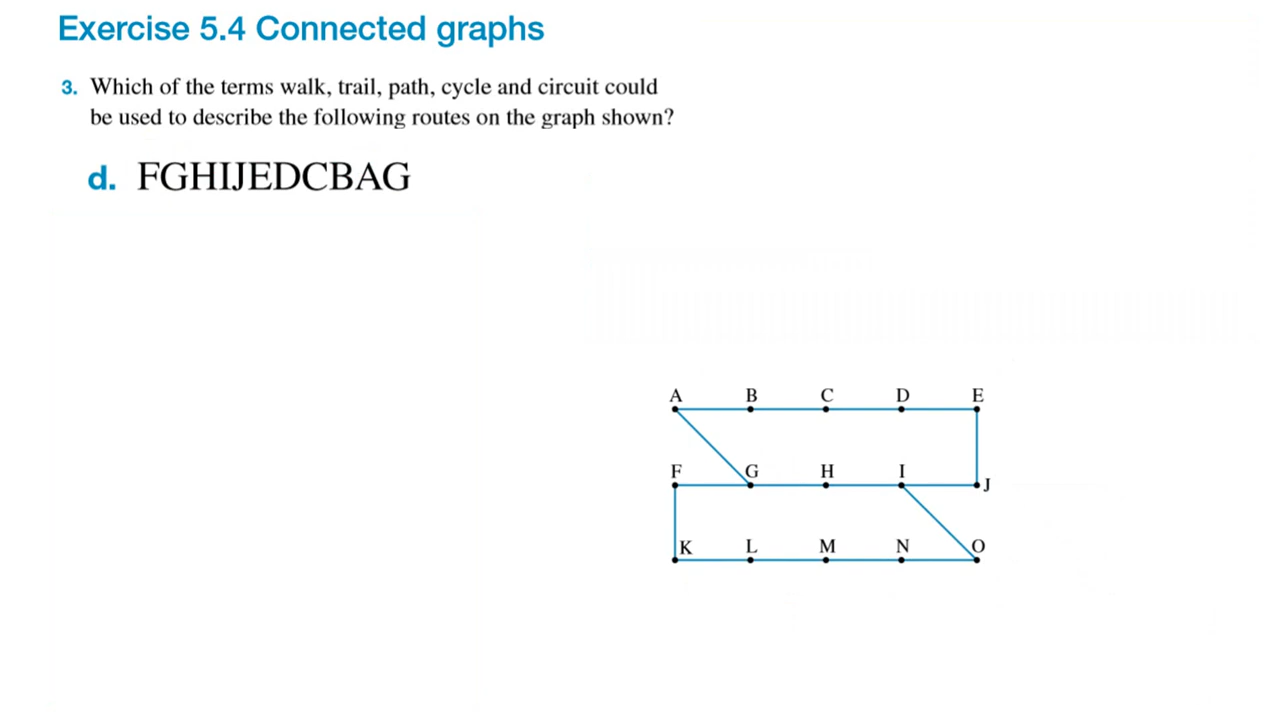 Exercise 5.4 Connected graphs
3. Which of the terms walk, trail, path, cycle and circuit could
be used to describe the following routes on the graph shown?
d. FGHIJEDCBAG
A B C D E
F G H I J
K L M N O